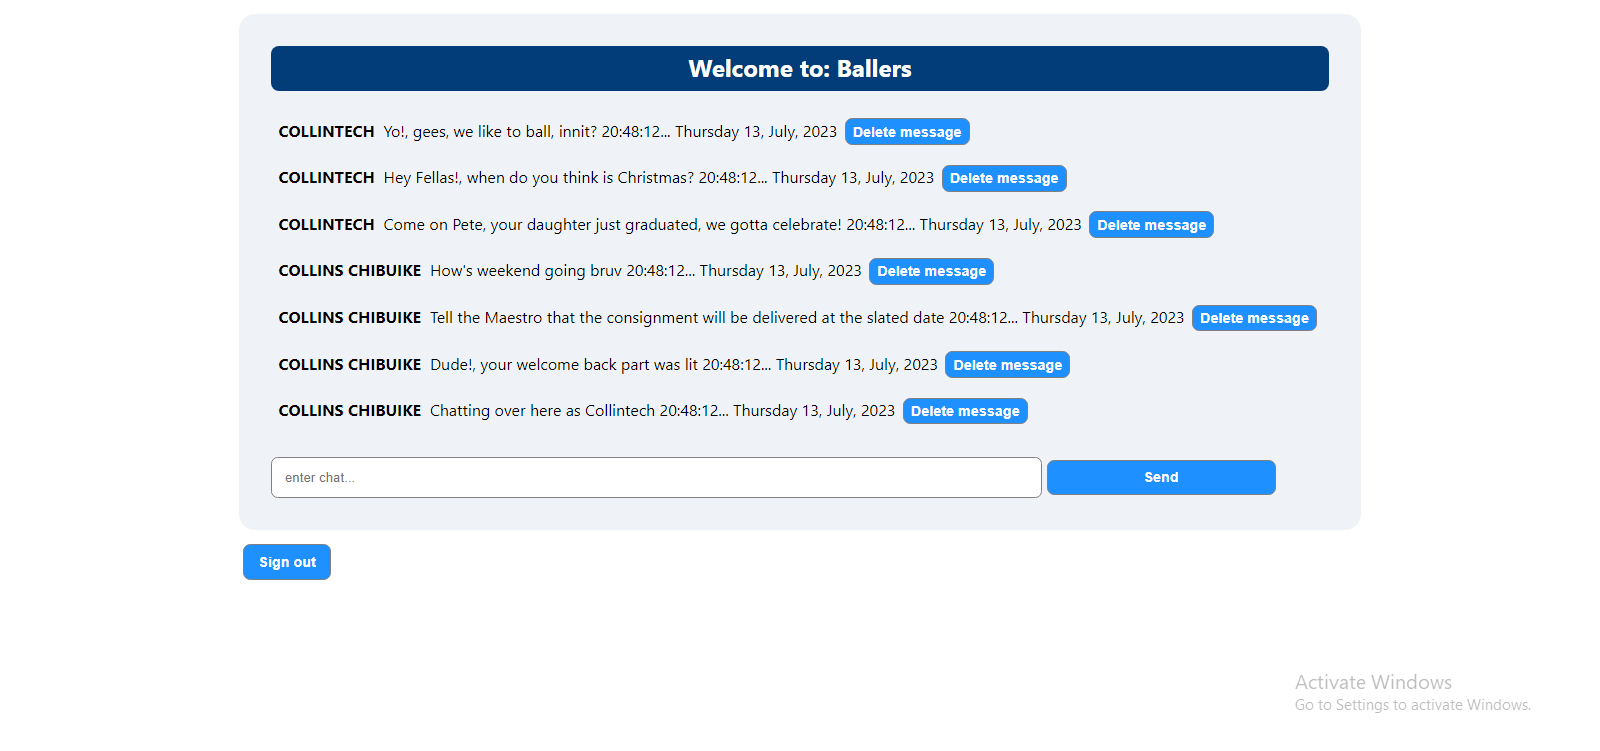 Welcome to: Ballers
COLLINTECH Yo!, gees, we like to ball, innit? 20:48:12... Thursday 13, July, 2023 Delete message
COLLINTECH Hey Fellas!, when do you think is Christmas? 20:48:12... Thursday 13, July, 2023 Delete message
COLLINTECH Come on Pete, your daughter just graduated, we gotta celebrate! 20:48:12... Thursday 13, July, 2023 Delete message
COLLINS CHIBUIKE How's weekend going bruv 20:48:12... Thursday 13, July, 2023 Delete message
COLLINS CHIBUIKE Tell the Maestro that the consignment will be delivered at the slated date 20:48:12... Thursday 13, July, 2023 Delete message
COLLINS CHIBUIKE Dude!, your welcome back part was lit 20:48:12... Thursday 13, July, 2023 Delete message
COLLINS CHIBUIKE Chatting over here as Collintech 20:48:12... Thursday 13, July, 2023 Delete message
enter chat... Send
Sign out
Activate Windows
Go to Settings to activate Windows.